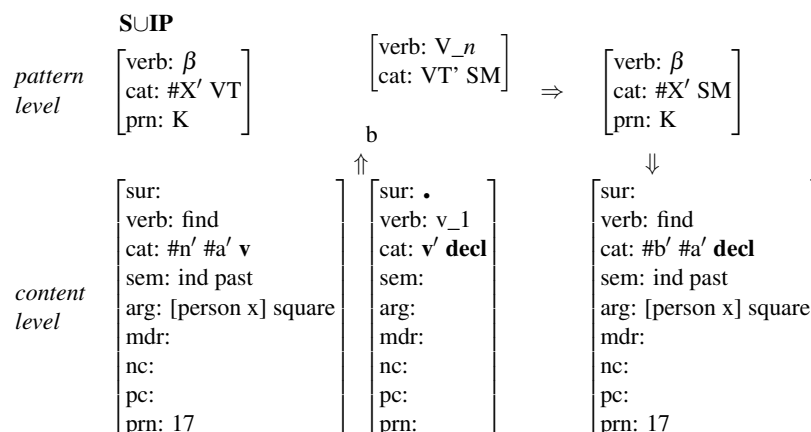 S∪IP
pattern level
[verb: β
cat: #X′ VT
prn: K]
[verb: V_n
cat: VT’ SM]
⇒
[verb: β
cat: #X′ SM
prn: K]
b
⇑ ⇓
content level
[sur:
verb: find
cat: #n′ #a′ v
sem: ind past
arg: [person x] square
mdr:
nc:
pc:
prn: 17]
[sur: •
verb: v_1
cat: v′ decl
sem:
arg:
mdr:
nc:
pc:
prn:]
[sur:
verb: find
cat: #b′ #a′ decl
sem: ind past
arg: [person x] square
mdr:
nc:
pc:
prn: 17]